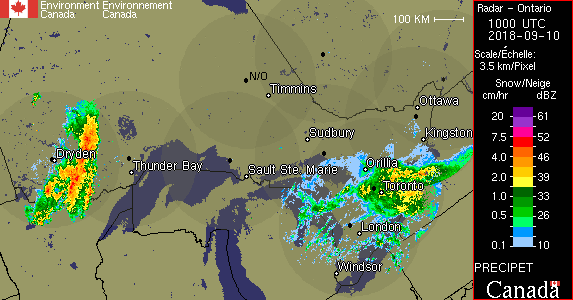 Environment Environnement
Canada Canada
100 KM
N/O
Timmins
Ottawa
Sudbury
Kingston
Dryden
Thunder Bay
Sault Ste. Marie
Orillia
Toronto
London
Windsor
Radar - Ontario
1000 UTC
2018-09-10
Scale/Échelle:
3.5 km/Pixel
Snow/Neige
cm/hr dBZ
20 61
7.5 57
5.0 52
4.0 46
2.0 39
1.0 33
0.5 26
0.1 10
PRECIPET
Canada